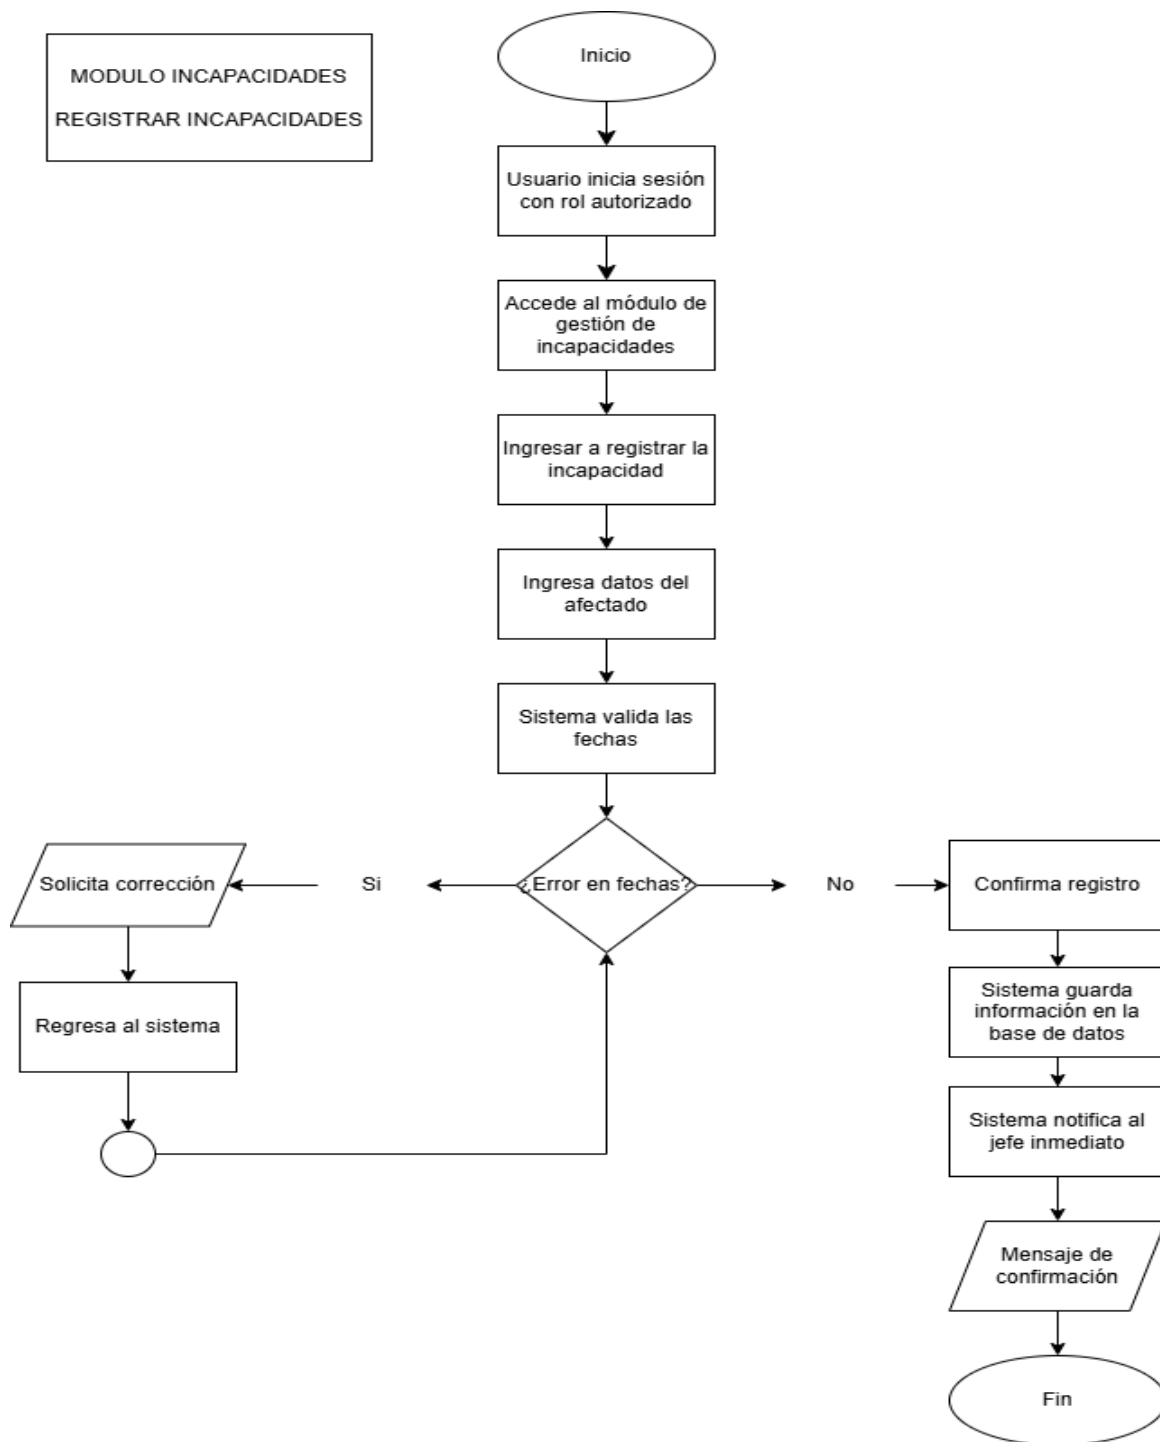 MODULO INCAPACIDADES
REGISTRAR INCAPACIDADES
Inicio
Usuario inicia sesión
con rol autorizado
Accede al módulo de
gestión de
incapacidades
Ingresar a registrar la
incapacidad
Ingresa datos del
afectado
Sistema valida las
fechas
¿Error en fechas?
Si
Solicita corrección
Regresa al sistema
No
Confirma registro
Sistema guarda
información en la
base de datos
Sistema notifica al
jefe inmediato
Mensaje de
confirmación
Fin